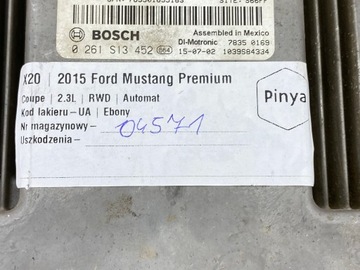 BOSCH
Assembled in Mexico
DI-Motronic 7835 0169
0 261 S13 452 15-07-02 1039S84334
X20 | 2015 Ford Mustang Premium
Coupe | 2.3L | RWD | Automat
Kod lakieru – UA | Ebony
Nr magazynowy – 04571
Uszkodzenia –
Pinya